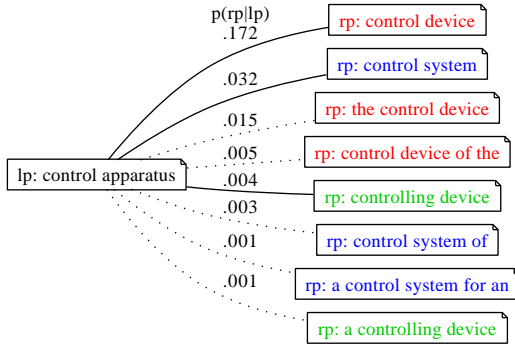 p(rp|lp)
.172
rp: control device
.032
rp: control system
.015
rp: the control device
.005
rp: control device of the
lp: control apparatus
.004
rp: controlling device
.003
rp: control system of
.001
rp: a control system for an
.001
rp: a controlling device